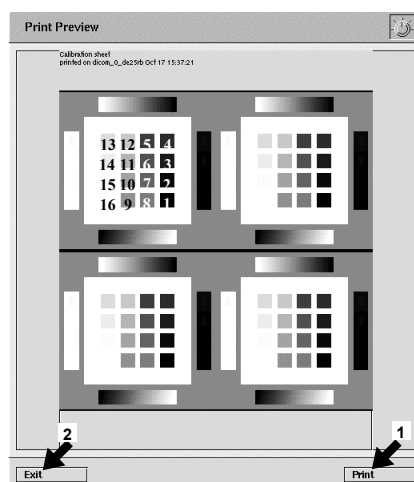 Print Preview
Calibration sheet
printed on dicom_0_de25rb Oct 17 15:37:21
13 12 5 4
14 11 6 3
15 10 7 2
16 9 8 1
2
1
Exit
Print